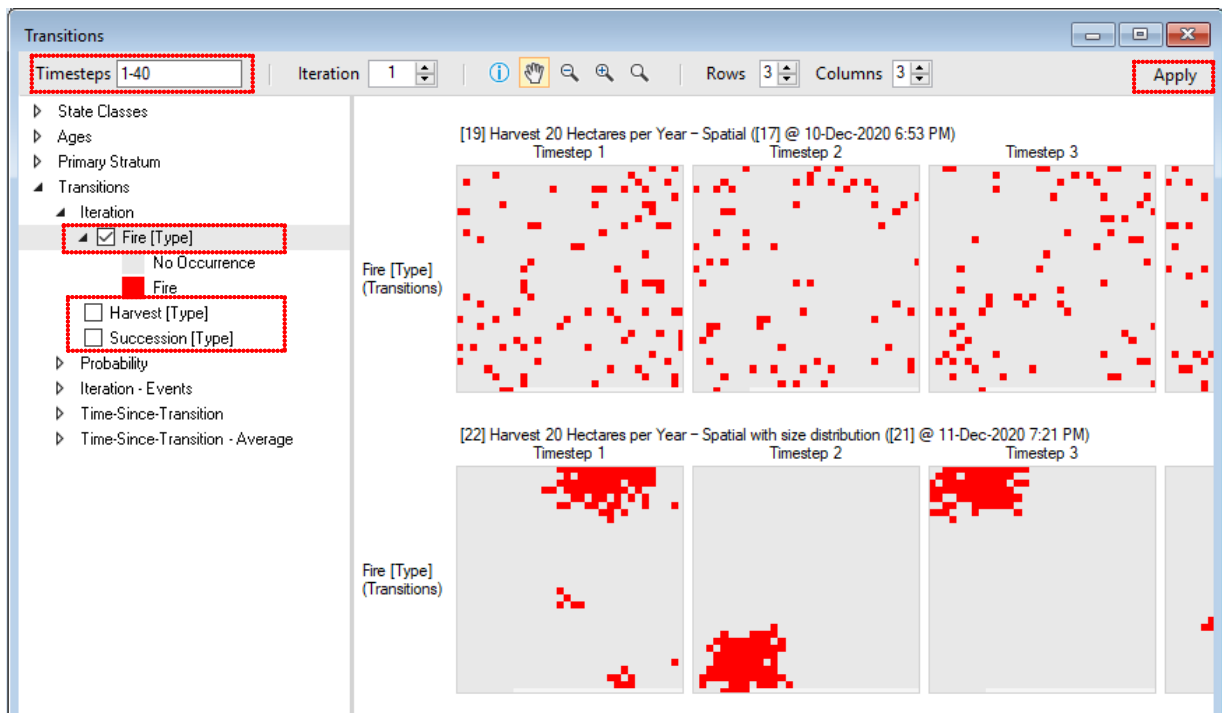 Transitions
Timesteps 1-40 Iteration 1 Rows 3 Columns 3 Apply
State Classes
Ages
Primary Stratum
Transitions
Iteration
Fire [Type]
No Occurrence
Fire
Harvest [Type]
Succession [Type]
Probability
Iteration - Events
Time-Since-Transition
Time-Since-Transition - Average
[19] Harvest 20 Hectares per Year – Spatial ([17] @ 10-Dec-2020 6:53 PM)
Timestep 1 Timestep 2 Timestep 3
Fire [Type]
(Transitions)
[22] Harvest 20 Hectares per Year – Spatial with size distribution ([21] @ 11-Dec-2020 7:21 PM)
Timestep 1 Timestep 2 Timestep 3
Fire [Type]
(Transitions)